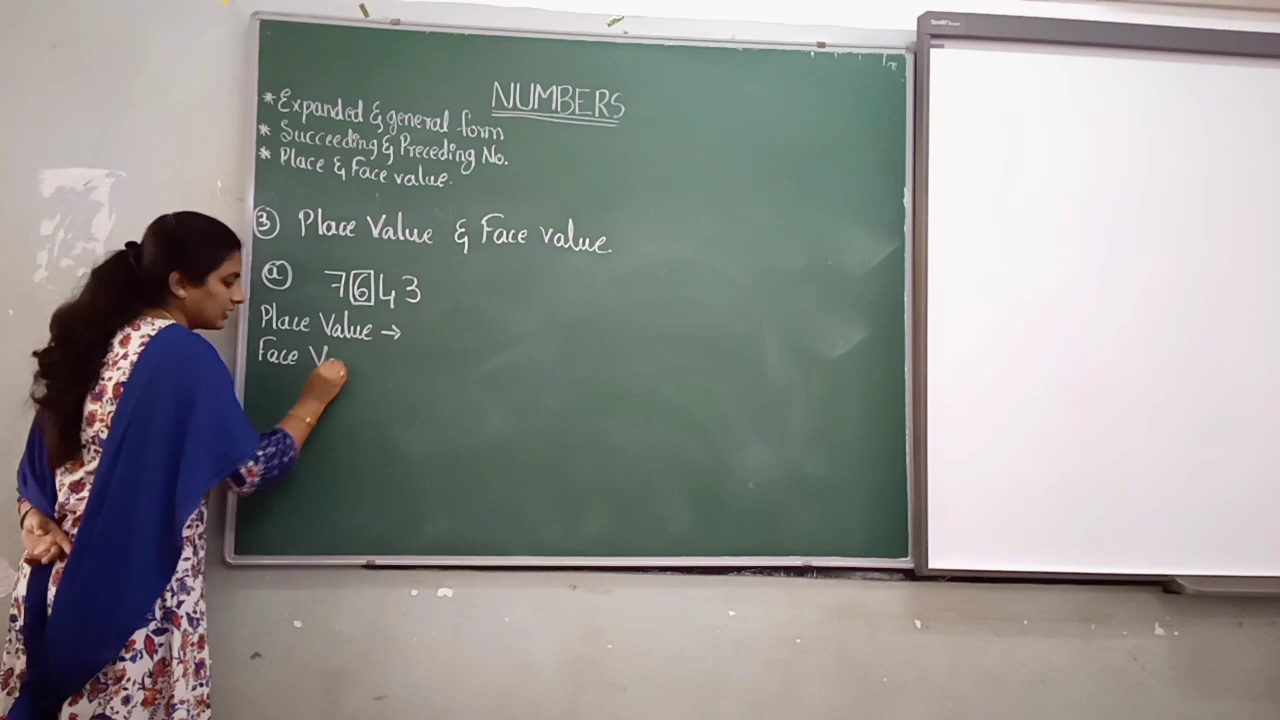 NUMBERS
* Expanded & general form
* Succeeding & Preceding No.
* Place & Face value.
③ Place Value & Face value.
ⓐ 7643
Place Value →
Face V